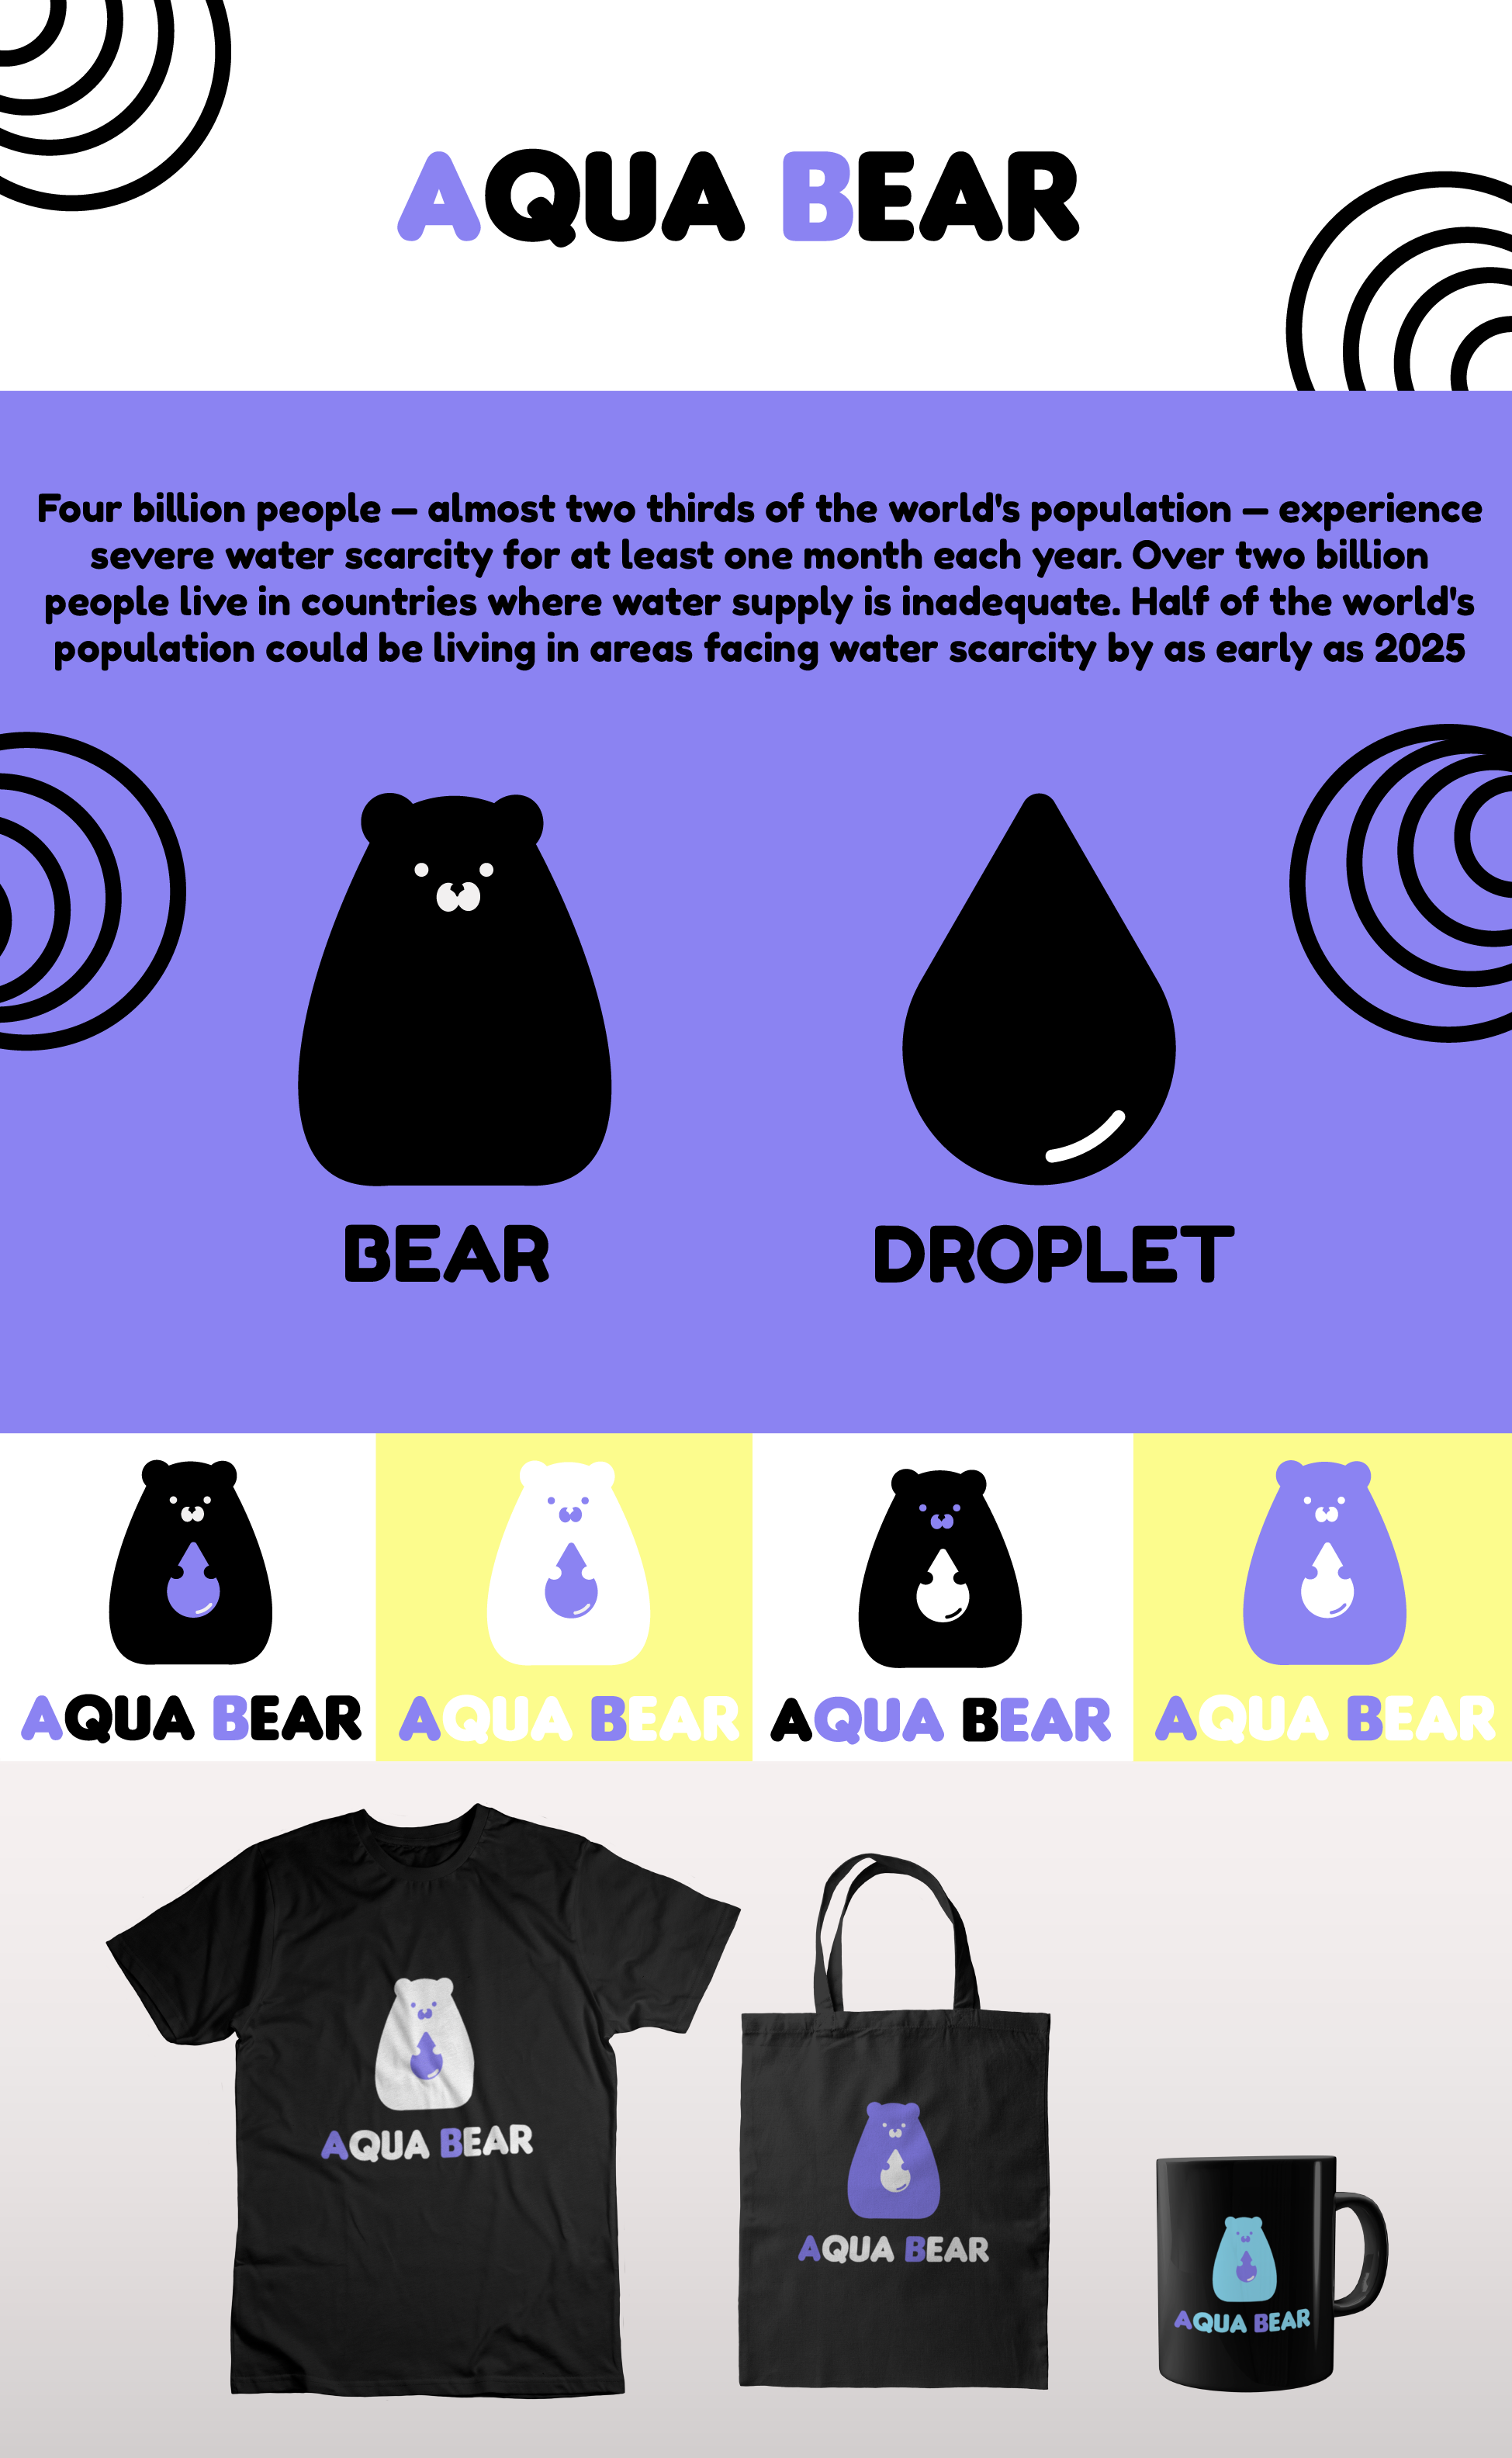 AQUA BEAR
Four billion people — almost two thirds of the world's population — experience
severe water scarcity for at least one month each year. Over two billion
people live in countries where water supply is inadequate. Half of the world's
population could be living in areas facing water scarcity by as early as 2025
BEAR DROPLET
AQUA BEAR AQUA BEAR AQUA BEAR AQUA BEAR
AQUA BEAR
AQUA BEAR
AQUA BEAR